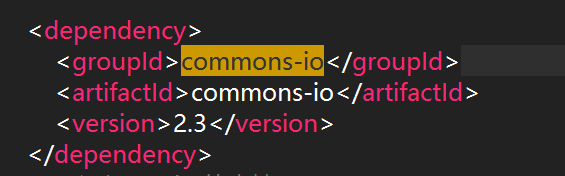 <dependency>
<groupId>commons-io</groupId>
<artifactId>commons-io</artifactId>
<version>2.3</version>
</dependency>